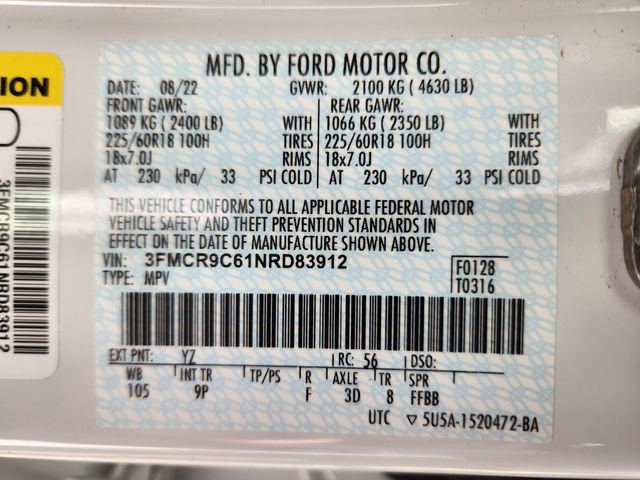 MFD. BY FORD MOTOR CO.
DATE: 08/22 GVWR: 2100 KG ( 4630 LB)
FRONT GAWR: REAR GAWR:
1089 KG ( 2400 LB) WITH 1066 KG ( 2350 LB) WITH
225/60R18 100H TIRES 225/60R18 100H TIRES
18x7.0J RIMS 18x7.0J RIMS
AT 230 kPa/ 33 PSI COLD AT 230 kPa/ 33 PSI COLD
THIS VEHICLE CONFORMS TO ALL APPLICABLE FEDERAL MOTOR
VEHICLE SAFETY AND THEFT PREVENTION STANDARDS IN
EFFECT ON THE DATE OF MANUFACTURE SHOWN ABOVE.
VIN: 3FMCR9C61NRD83912 F0128
TYPE: MPV T0316
EXT PNT: YZ RC: 56 DSO:
WB INT TR TP/PS R AXLE TR SPR
105 9P F 3D 8 FFBB
UTC ▽ 5U5A-1520472-BA
ION
3FMCR9C61NRD83912